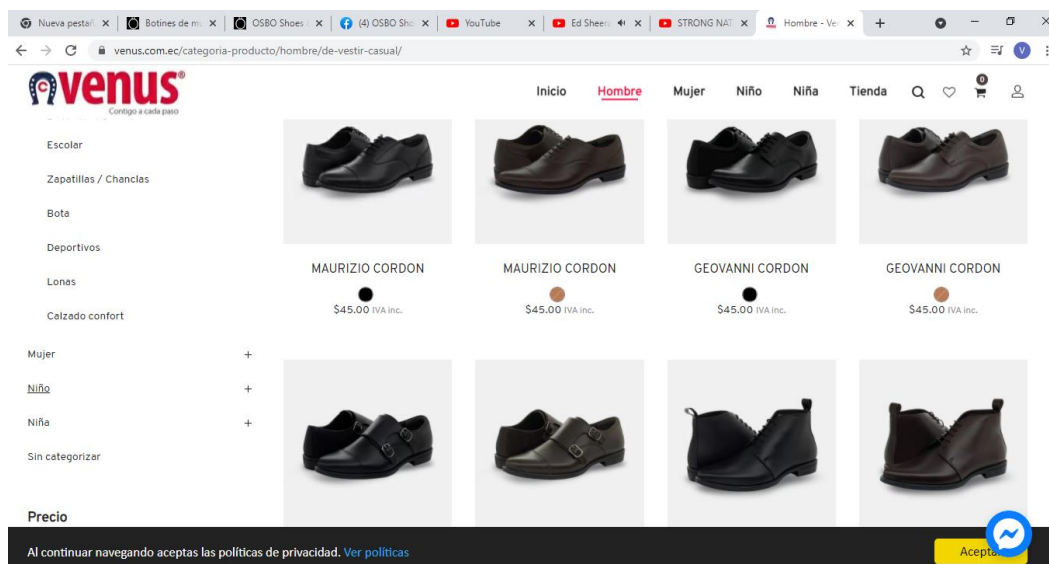 Nueva pestañ
Botines de mu
OSBO Shoes
(4) OSBO Sho
YouTube
Ed Sheera
STRONG NAT
Hombre - Ve
venus.com.ec/categoria-producto/hombre/de-vestir-casual/
V
venus®
Contigo a cada paso
Inicio
Hombre
Mujer
Niño
Niña
Tienda
0
Escolar
Zapatillas / Chanclas
Bota
Deportivos
Lonas
Calzado confort
Mujer +
Niño +
Niña +
Sin categorizar
Precio
MAURIZIO CORDON
$45.00 IVA inc.
MAURIZIO CORDON
$45.00 IVA inc.
GEOVANNI CORDON
$45.00 IVA inc.
GEOVANNI CORDON
$45.00 IVA inc.
Al continuar navegando aceptas las políticas de privacidad. Ver políticas
Acepta